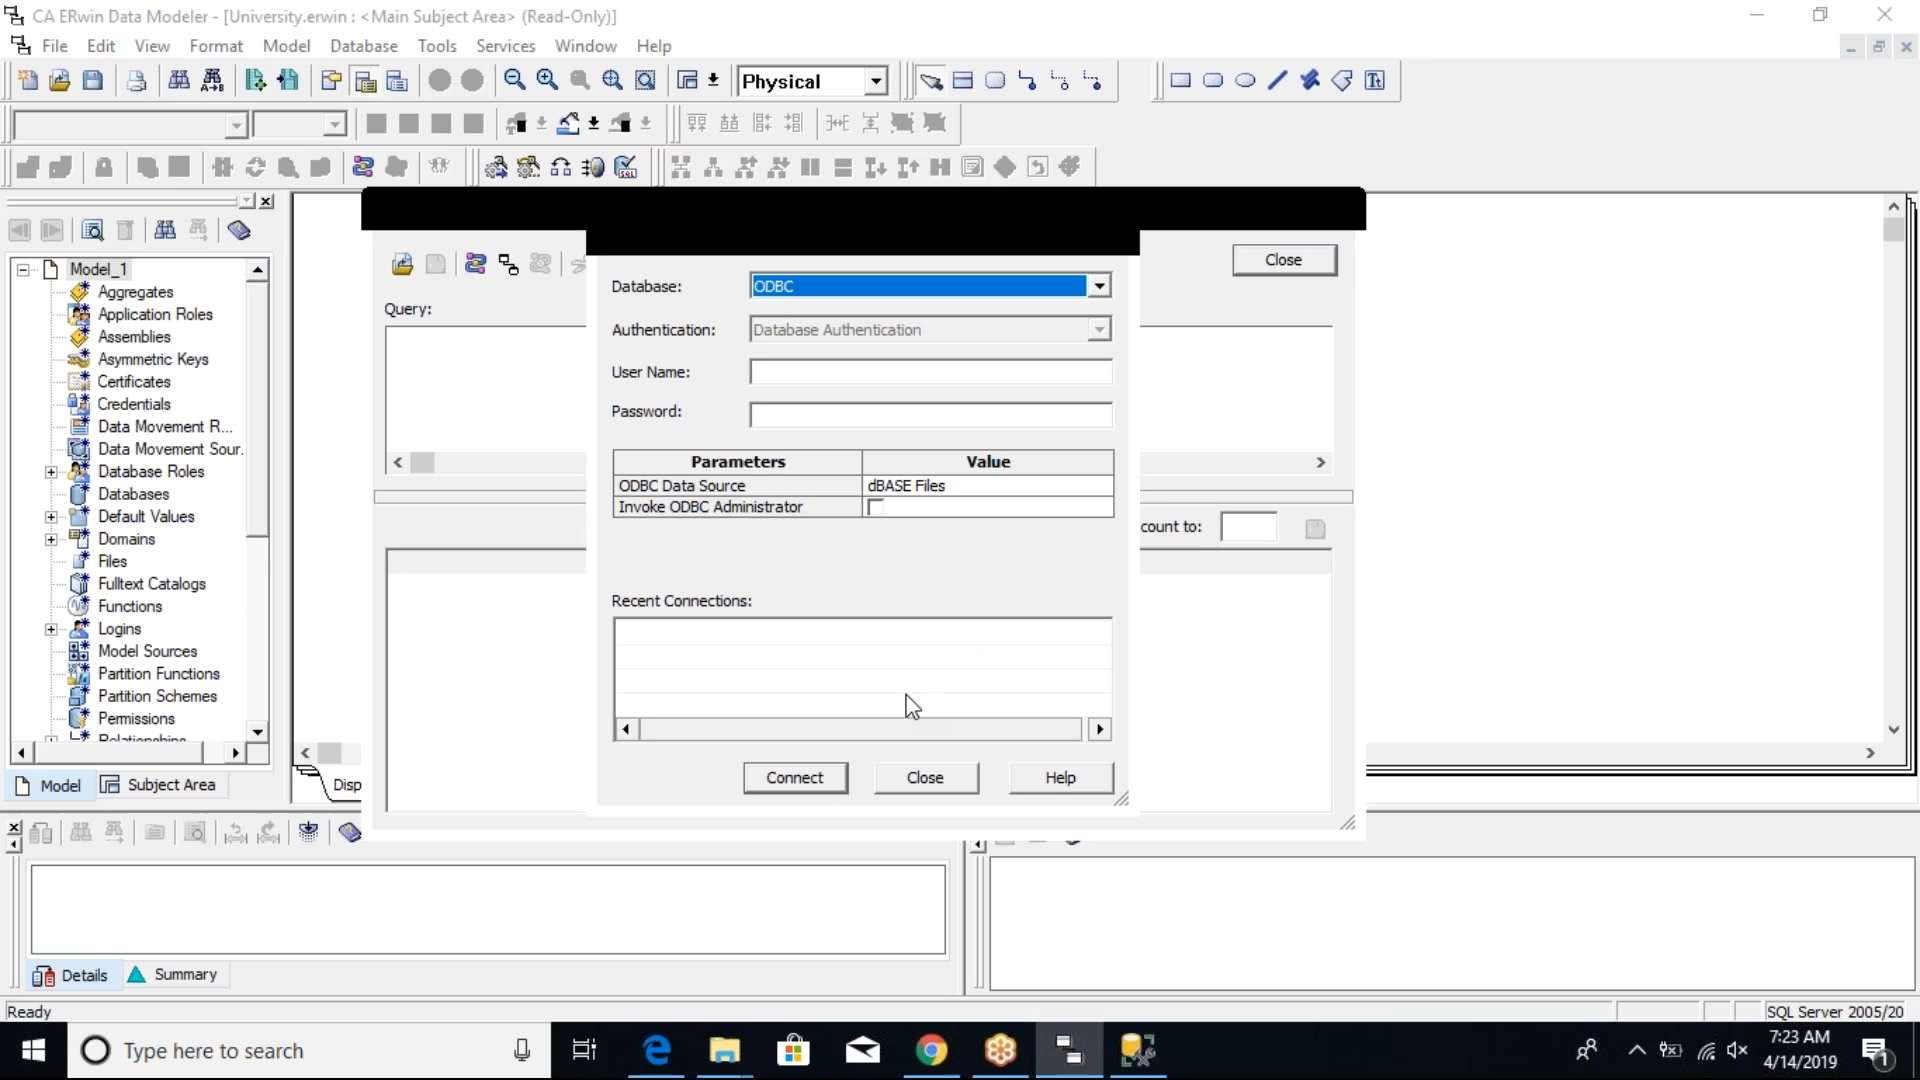 CA ERwin Data Modeler - [University.erwin : <Main Subject Area> (Read-Only)]
File Edit View Format Model Database Tools Services Window Help
Physical
Model_1
Aggregates
Application Roles
Assemblies
Asymmetric Keys
Certificates
Credentials
Data Movement R...
Data Movement Sour.
Database Roles
Databases
Default Values
Domains
Files
Fulltext Catalogs
Functions
Logins
Model Sources
Partition Functions
Partition Schemes
Permissions
Relationships
Model Subject Area
Disp
Close
Query:
count to:
Database: ODBC
Authentication: Database Authentication
User Name:
Password:
Parameters Value
ODBC Data Source dBASE Files
Invoke ODBC Administrator
Recent Connections:
Connect Close Help
Details Summary
Ready
SQL Server 2005/20
Type here to search
7:23 AM
4/14/2019
1